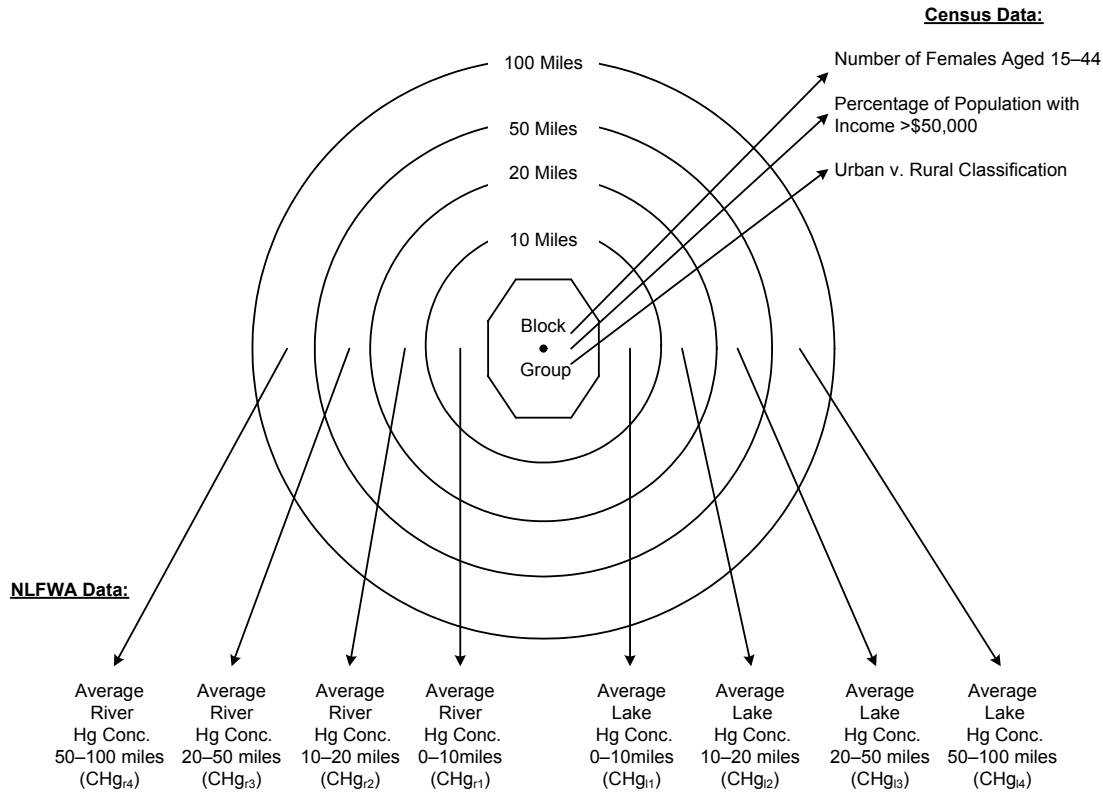 Census Data:
Number of Females Aged 15–44
Percentage of Population with
Income >$50,000
Urban v. Rural Classification
100 Miles
50 Miles
20 Miles
10 Miles
Block
Group
NLFWA Data:
Average
River
Hg Conc.
50–100 miles
(CHgr4)
Average
River
Hg Conc.
20–50 miles
(CHgr3)
Average
River
Hg Conc.
10–20 miles
(CHgr2)
Average
River
Hg Conc.
0–10miles
(CHgr1)
Average
Lake
Hg Conc.
0–10miles
(CHgl1)
Average
Lake
Hg Conc.
10–20 miles
(CHgl2)
Average
Lake
Hg Conc.
20–50 miles
(CHgl3)
Average
Lake
Hg Conc.
50–100 miles
(CHgl4)